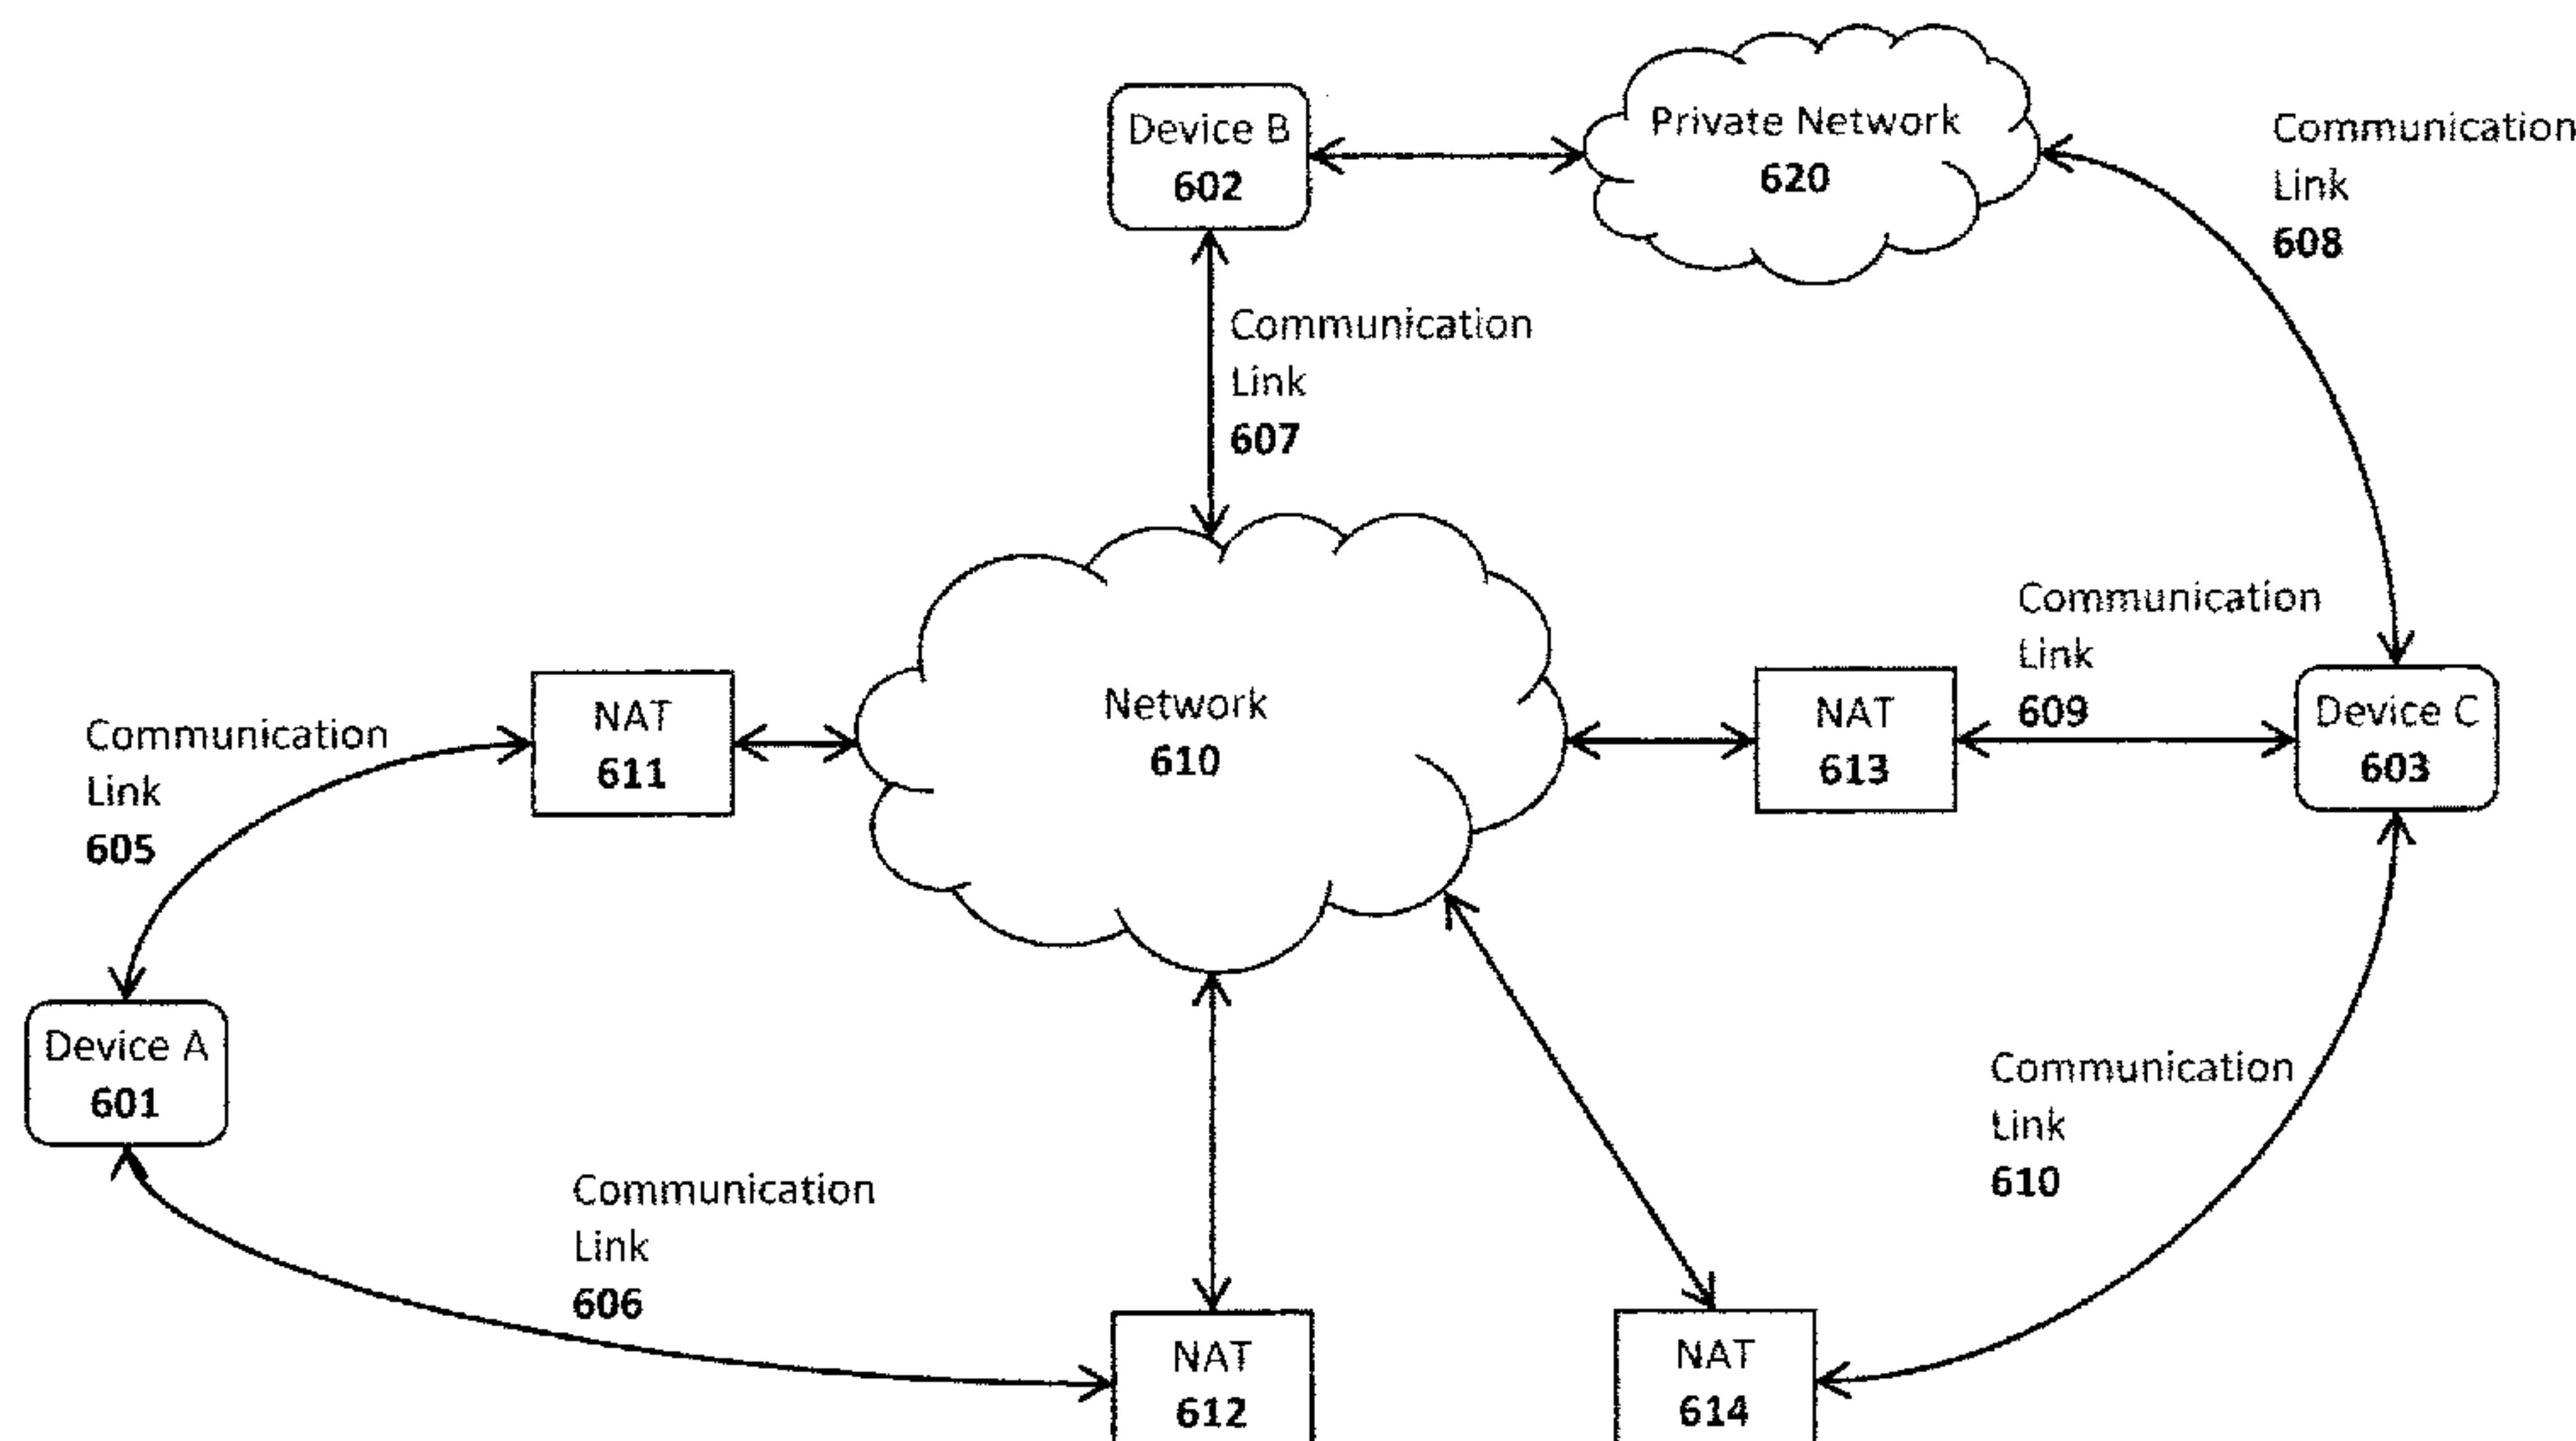 Device B
602
Private Network
620
Communication
Link
608
Communication
Link
607
Communication
Link
609
NAT
611
Network
610
NAT
613
Device C
603
Communication
Link
605
Device A
601
Communication
Link
606
Communication
Link
610
NAT
612
NAT
614